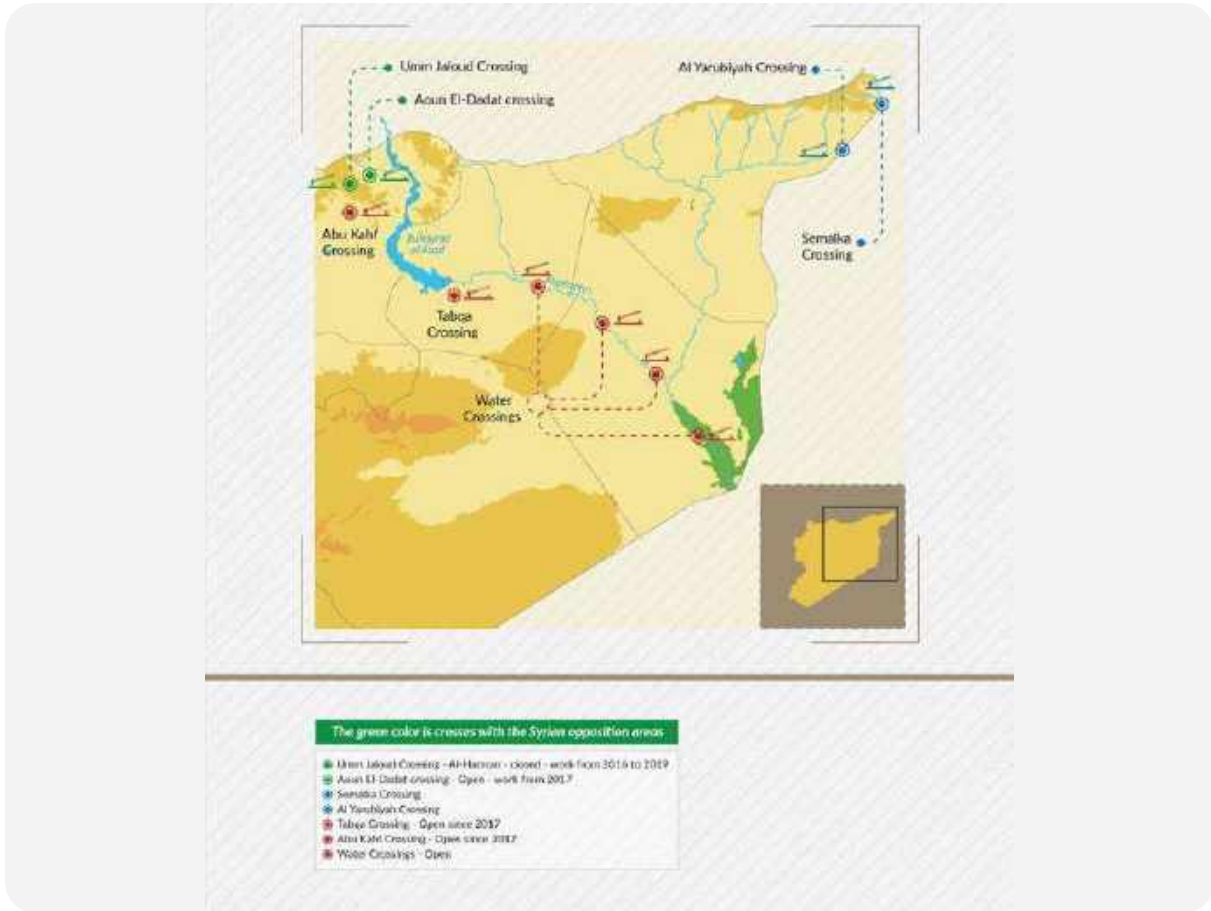 Umm Jaloud Crossing
Aoun El-Dadat crossing
Al Yarubiyah Crossing
Abu Kahf
Crossing
Semalka
Crossing
Tabqa
Crossing
Water
Crossings
The green color is crosses with the Syrian opposition areas
Umm Jaloud Crossing - Al-Hamran - closed - work from 2016 to 2019
Aoun El-Dadat crossing - Open - work from 2017
Semalka Crossing
Al Yarubiyah Crossing
Tabqa Crossing - Open since 2017
Abu Kahf Crossing - Open since 2017
Water Crossings - Open